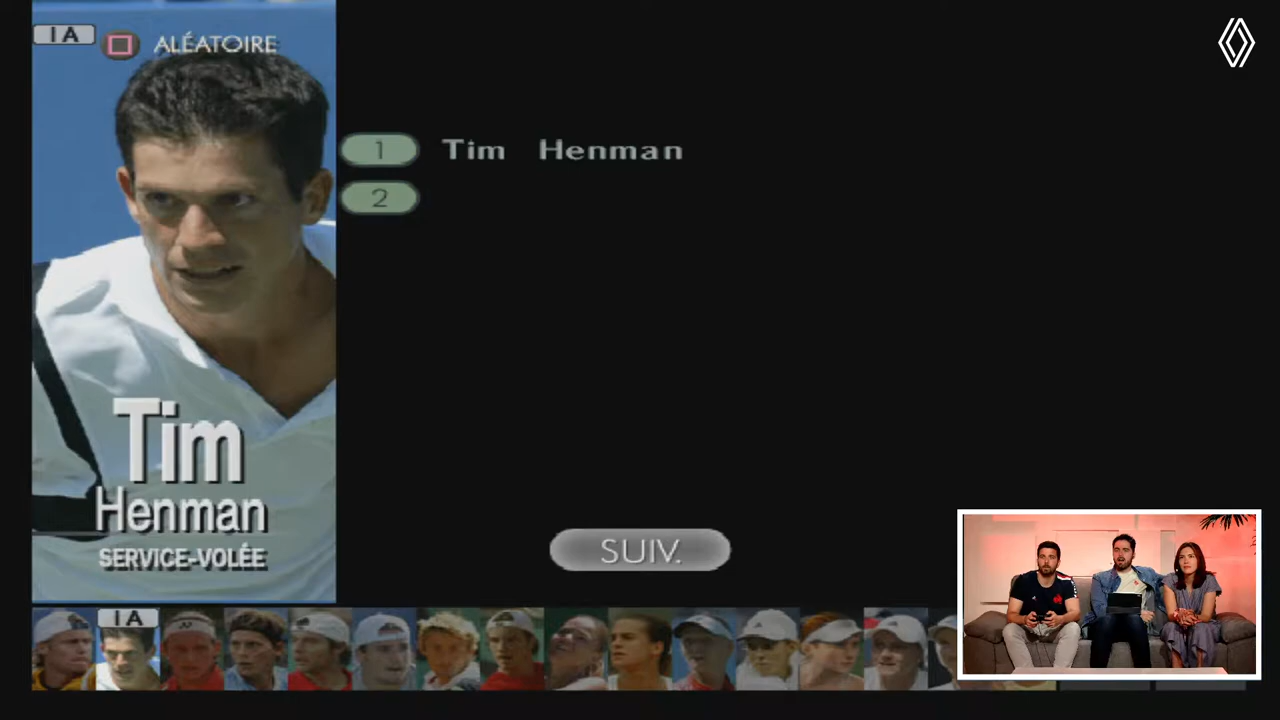 IA
ALÉATOIRE
1 Tim Henman
2
Tim
Henman
SERVICE-VOLÉE
SUIV.
IA